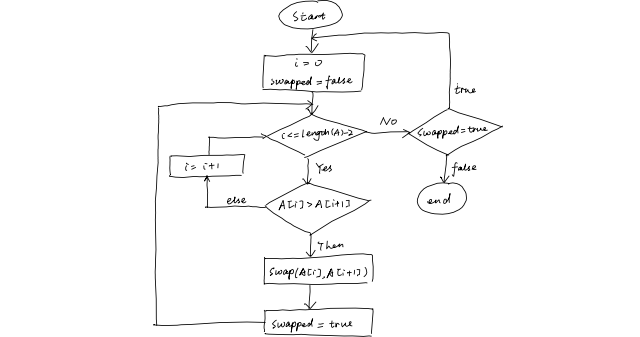 Start
i = 0
swapped = false
true
i <= length(A)-2
No
swapped = true
i = i+1
Yes
false
else
A[i] > A[i+1]
end
Then
Swap(A[i], A[i+1])
swapped = true